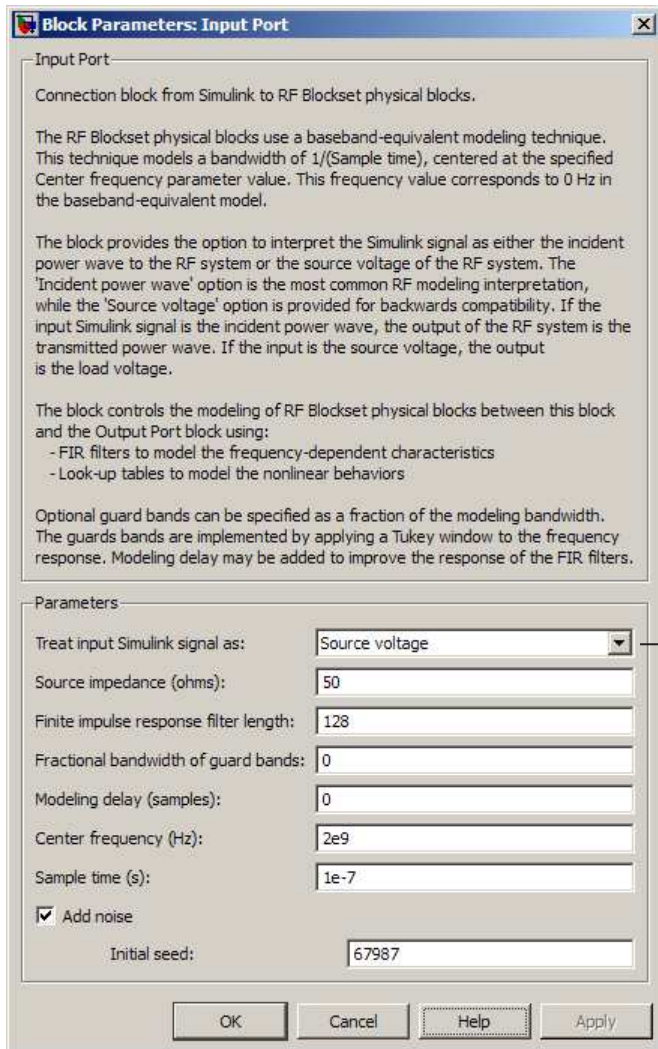 Block Parameters: Input Port
Input Port
Connection block from Simulink to RF Blockset physical blocks.
The RF Blockset physical blocks use a baseband-equivalent modeling technique.
This technique models a bandwidth of 1/(Sample time), centered at the specified
Center frequency parameter value. This frequency value corresponds to 0 Hz in
the baseband-equivalent model.
The block provides the option to interpret the Simulink signal as either the incident
power wave to the RF system or the source voltage of the RF system. The
'Incident power wave' option is the most common RF modeling interpretation,
while the 'Source voltage' option is provided for backwards compatibility. If the
input Simulink signal is the incident power wave, the output of the RF system is the
transmitted power wave. If the input is the source voltage, the output
is the load voltage.
The block controls the modeling of RF Blockset physical blocks between this block
and the Output Port block using:
- FIR filters to model the frequency-dependent characteristics
- Look-up tables to model the nonlinear behaviors
Optional guard bands can be specified as a fraction of the modeling bandwidth.
The guards bands are implemented by applying a Tukey window to the frequency
response. Modeling delay may be added to improve the response of the FIR filters.
Parameters
Treat input Simulink signal as: Source voltage
Source impedance (ohms): 50
Finite impulse response filter length: 128
Fractional bandwidth of guard bands: 0
Modeling delay (samples): 0
Center frequency (Hz): 2e9
Sample time (s): 1e-7
Add noise
Initial seed: 67987
OK Cancel Help Apply